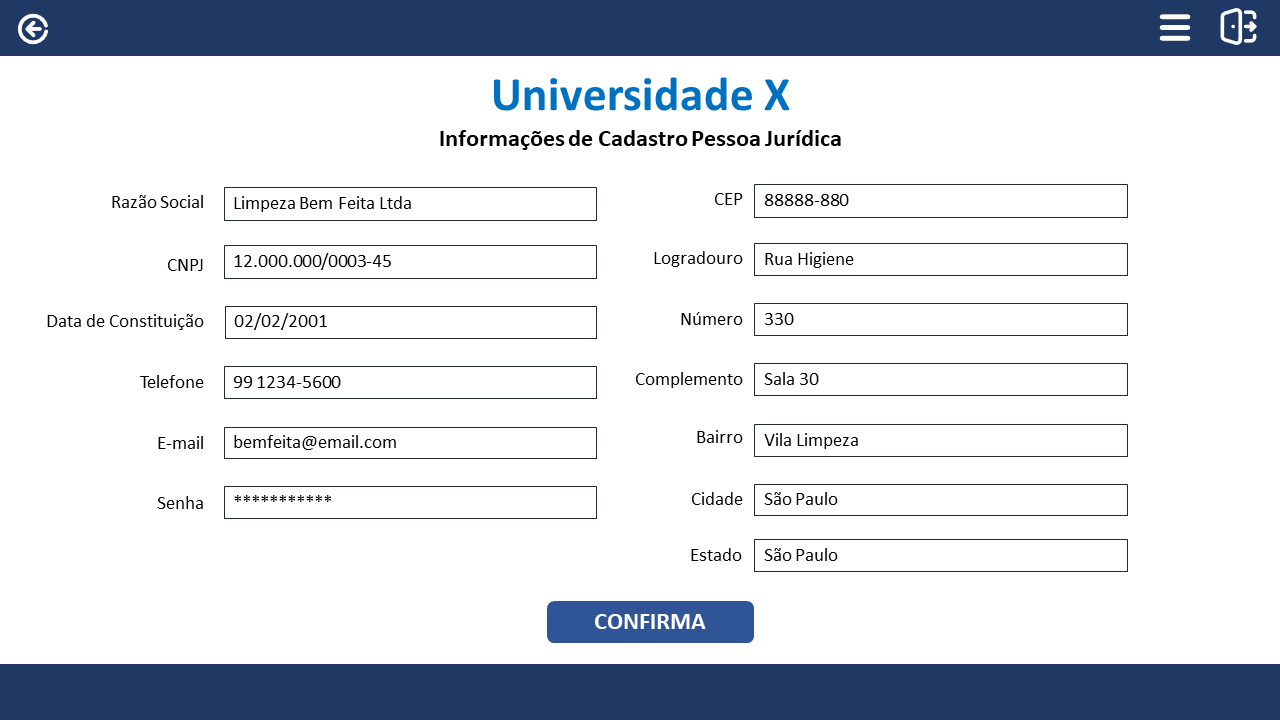 Universidade X
Informações de Cadastro Pessoa Jurídica
Razão Social Limpeza Bem Feita Ltda
CNPJ 12.000.000/0003-45
Data de Constituição 02/02/2001
Telefone 99 1234-5600
E-mail bemfeita@email.com
Senha ***********
CEP 88888-880
Logradouro Rua Higiene
Número 330
Complemento Sala 30
Bairro Vila Limpeza
Cidade São Paulo
Estado São Paulo
CONFIRMA